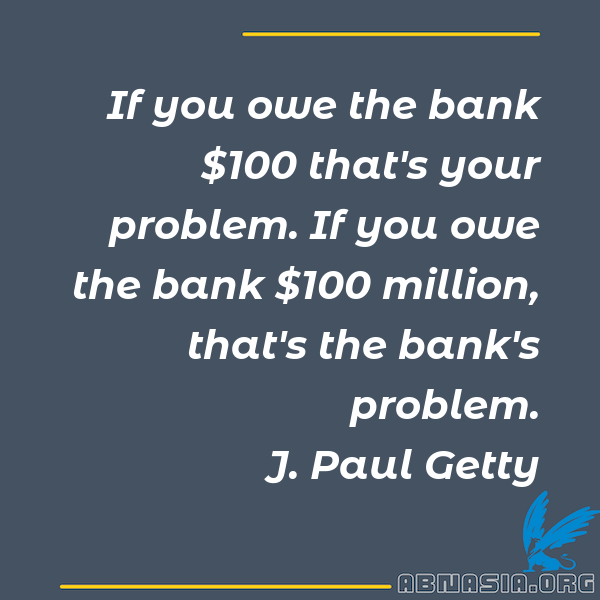 If you owe the bank
$100 that's your
problem. If you owe
the bank $100 million,
that's the bank's
problem.
J. Paul Getty
ABNASIA.ORG